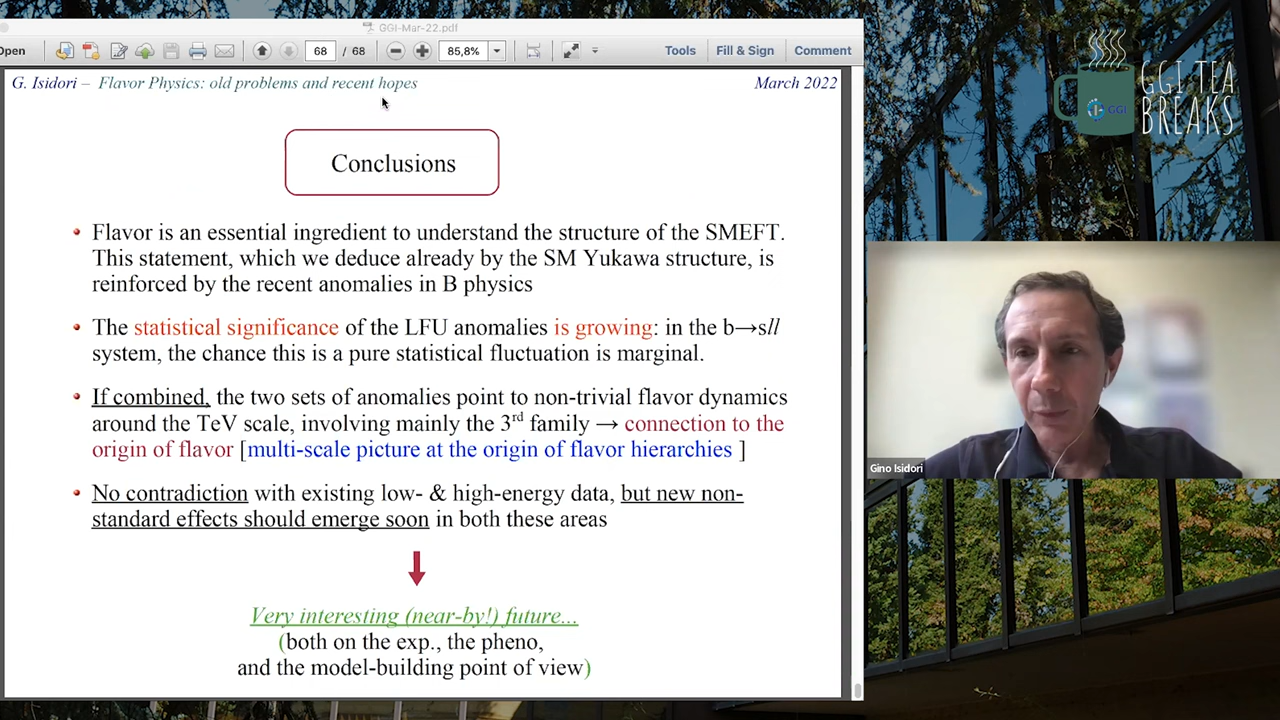 GGI-Mar-22.pdf
Open
68 / 68
85,8%
Tools
Fill & Sign
Comment
G. Isidori – Flavor Physics: old problems and recent hopes
March 2022
Conclusions
• Flavor is an essential ingredient to understand the structure of the SMEFT.
This statement, which we deduce already by the SM Yukawa structure, is
reinforced by the recent anomalies in B physics
• The statistical significance of the LFU anomalies is growing: in the b→sll
system, the chance this is a pure statistical fluctuation is marginal.
• If combined, the two sets of anomalies point to non-trivial flavor dynamics
around the TeV scale, involving mainly the 3rd family → connection to the
origin of flavor [multi-scale picture at the origin of flavor hierarchies ]
• No contradiction with existing low- & high-energy data, but new non-
standard effects should emerge soon in both these areas
Very interesting (near-by!) future...
(both on the exp., the pheno,
and the model-building point of view)
GGI
GGI TEA
BREAKS
Gino Isidori